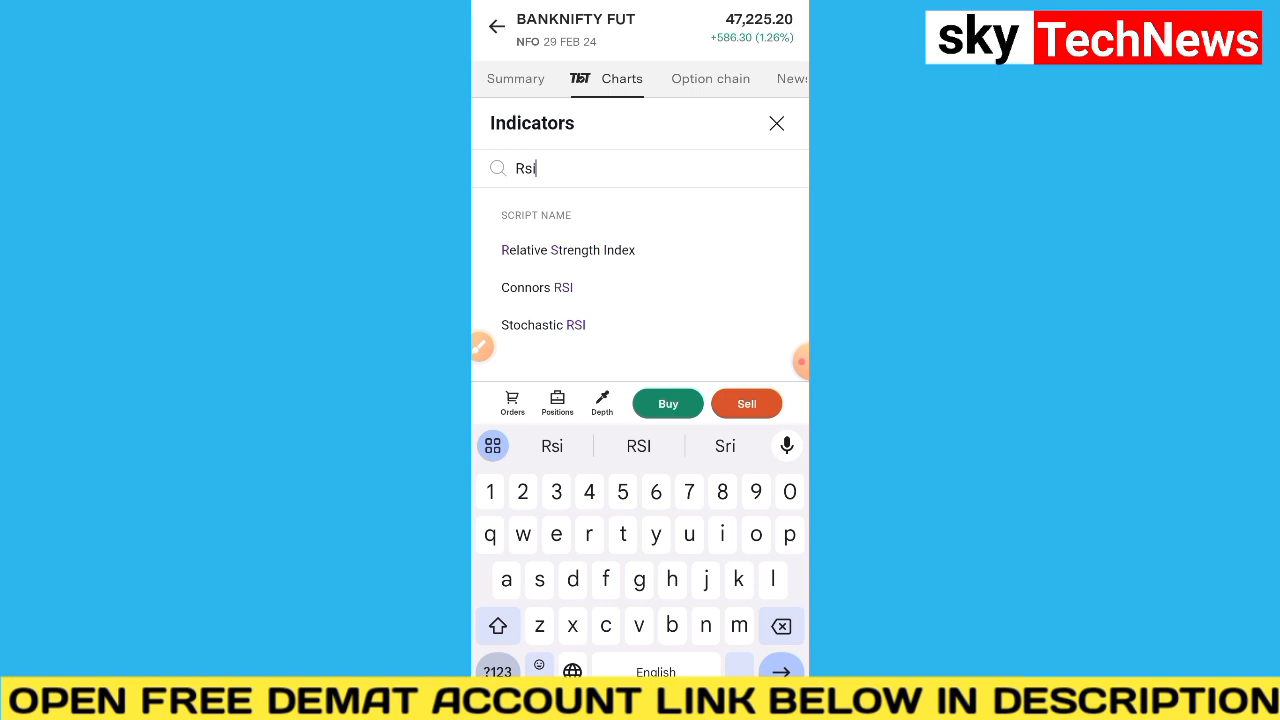 BANKNIFTY FUT 47,225.20
NFO 29 FEB 24 +586.30 (1.26%)
sky TechNews
Summary Charts Option chain News
Indicators
Rsi
SCRIPT NAME
Relative Strength Index
Connors RSI
Stochastic RSI
Orders Positions Depth Buy Sell
Rsi RSI Sri
1 2 3 4 5 6 7 8 9 0
q w e r t y u i o p
a s d f g h j k l
z x c v b n m
?123 English
OPEN FREE DEMAT ACCOUNT LINK BELOW IN DESCRIPTION